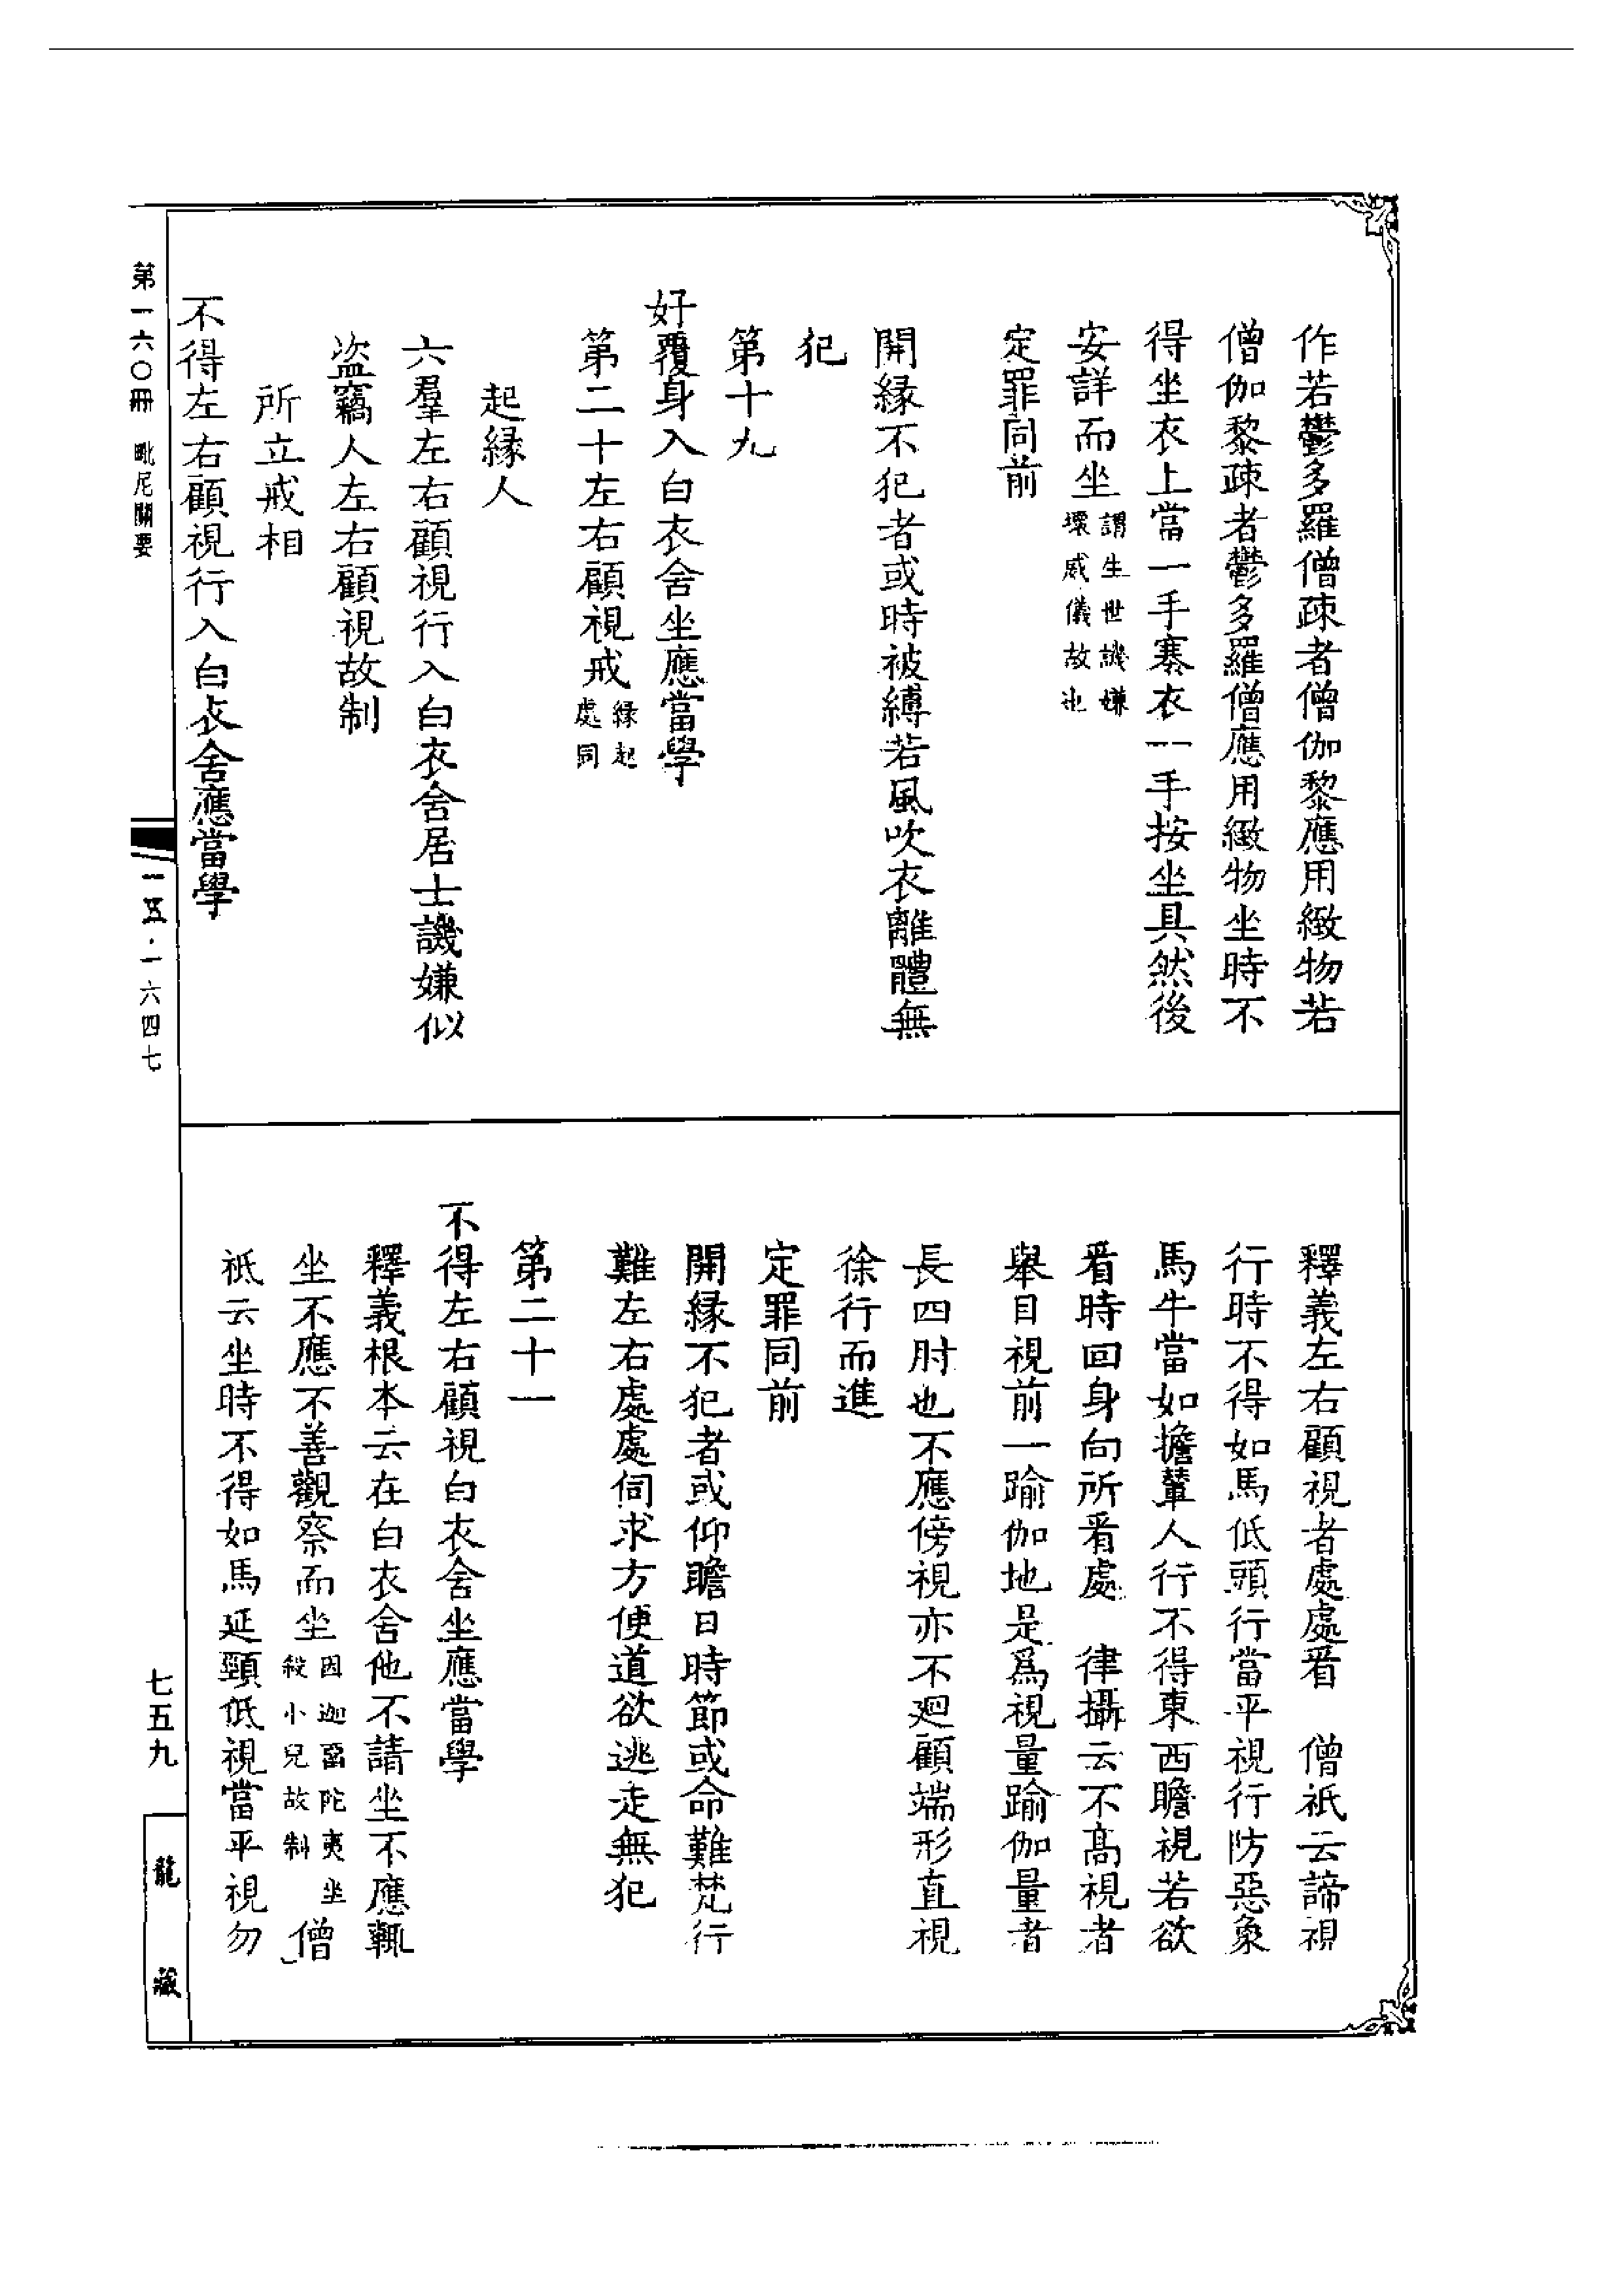 作若鬱多羅僧疎者僧伽黎應用緻物若
僧伽黎疎者鬱多羅僧應用緻物坐時不
得坐衣上當一手褰衣一手按坐具然後
安詳而坐謂生世譏嫌壞威儀故也
定罪同前
開緣不犯者或時被縛若風吹衣離體無
犯
第十九
好覆身入白衣舍坐應當學
第二十左右顧視戒緣起處同
起緣人
六羣左右顧視行入白衣舍居士譏嫌似
盜竊人左右顧視故制
所立戒相
不得左右顧視行入白衣舍應當學
釋義左右顧視者處處看　僧祇云諦視
行時不得如馬低頭行當平視行防惡象
馬牛當如擔輦人行不得東西瞻視若欲
看時回身向所看處　律攝云不高視者
舉目視前一踰伽地是爲視量踰伽量者
長四肘也不應傍視亦不廻顧端形直視
徐行而進
定罪同前
開緣不犯者或仰瞻日時節或命難梵行
難左右處處伺求方便道欲逃走無犯
第二十一
不得左右顧視白衣舍坐應當學
釋義根本云在白衣舍他不請坐不應輒
坐不應不善觀察而坐因迦畱陀夷坐殺小兒故制　僧
祇云坐時不得如馬延頸低視當平視勿
第一六〇冊　毗尼關要
一五·一六四七
七五九
龍藏